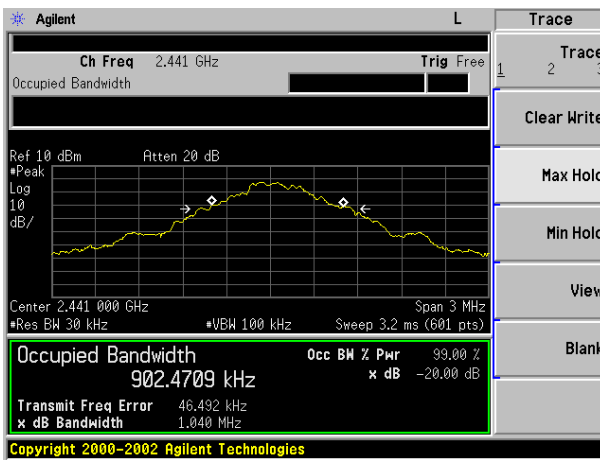 Agilent
L
Trace
Ch Freq 2.441 GHz Trig Free
Occupied Bandwidth
Trace
1 2 3
Clear Write
Max Hold
Min Hold
View
Blank
Ref 10 dBm Atten 20 dB
#Peak
Log
10
dB/
Center 2.441 000 GHz Span 3 MHz
#Res BW 30 kHz #VBW 100 kHz Sweep 3.2 ms (601 pts)
Occupied Bandwidth Occ BW % Pwr 99.00 %
902.4709 kHz x dB -20.00 dB
Transmit Freq Error 46.492 kHz
x dB Bandwidth 1.040 MHz
Copyright 2000-2002 Agilent Technologies